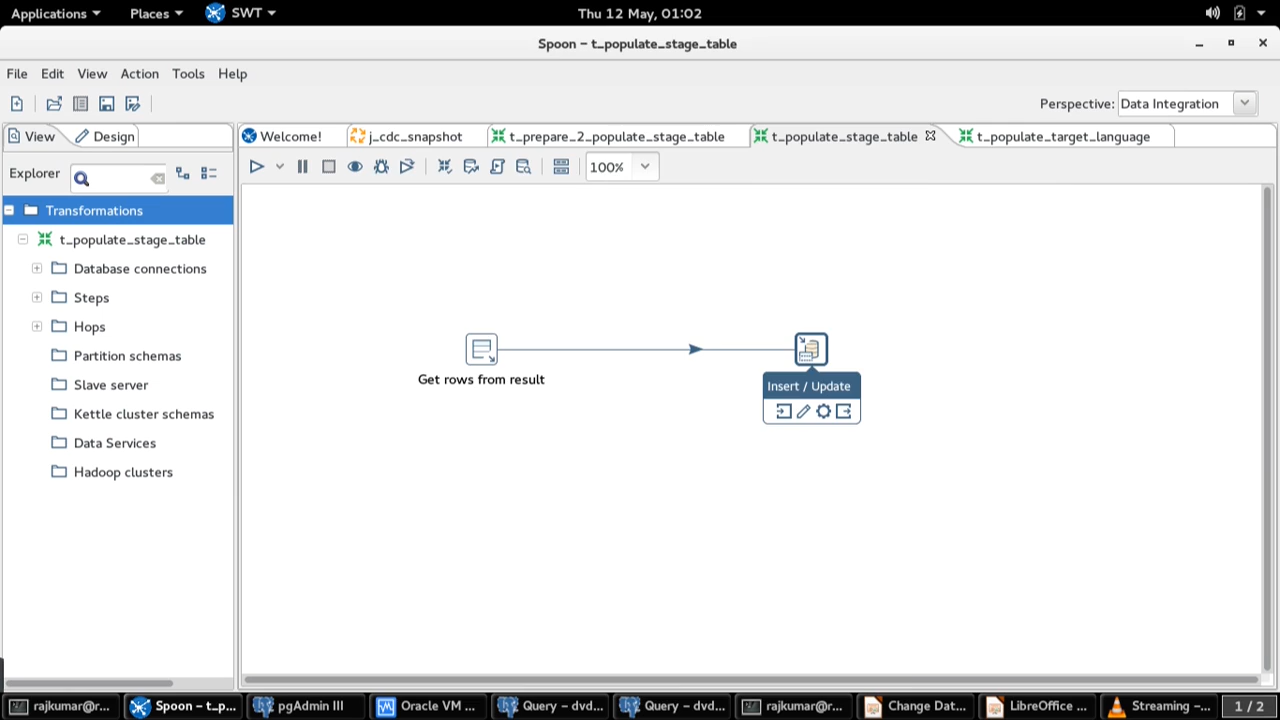 Applications Places SWT Thu 12 May, 01:02
Spoon - t_populate_stage_table
File Edit View Action Tools Help
Perspective: Data Integration
View Design
Welcome! j_cdc_snapshot t_prepare_2_populate_stage_table t_populate_stage_table t_populate_target_language
Explorer
100%
Transformations
t_populate_stage_table
Database connections
Steps
Hops
Partition schemas
Slave server
Kettle cluster schemas
Data Services
Hadoop clusters
Get rows from result
Insert / Update
rajkumar@r... Spoon - t_p... pgAdmin III Oracle VM ... Query - dvd... Query - dvd... rajkumar@r... Change Dat... LibreOffice ... Streaming -... 1 / 2